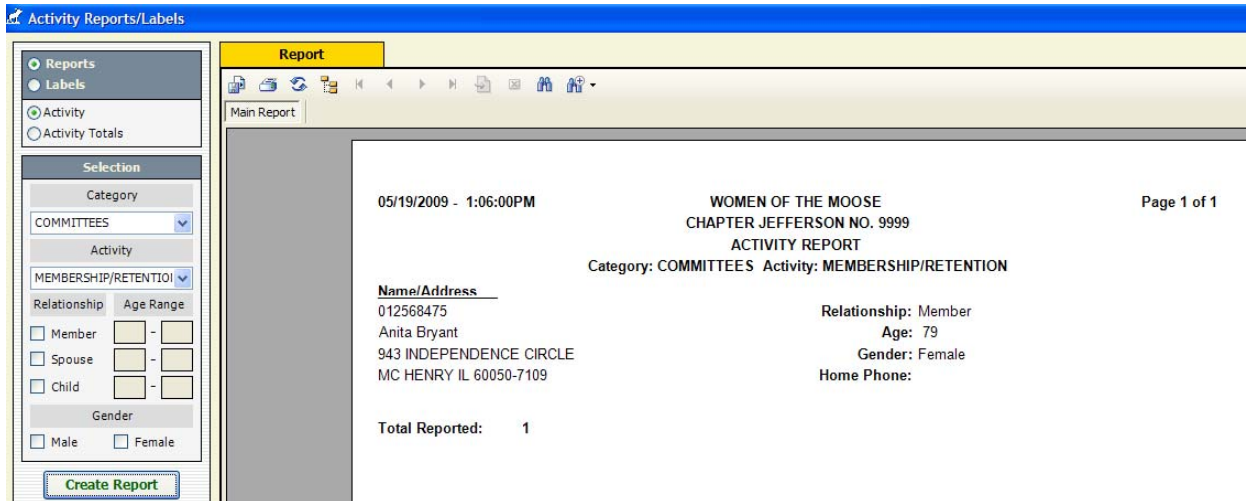 Activity Reports/Labels
Reports
Labels
Activity
Activity Totals
Selection
Category
COMMITTEES
Activity
MEMBERSHIP/RETENTIO
Relationship Age Range
Member -
Spouse -
Child -
Gender
Male Female
Create Report
Report
Main Report
05/19/2009 - 1:06:00PM WOMEN OF THE MOOSE Page 1 of 1
CHAPTER JEFFERSON NO. 9999
ACTIVITY REPORT
Category: COMMITTEES Activity: MEMBERSHIP/RETENTION
Name/Address
012568475 Relationship: Member
Anita Bryant Age: 79
943 INDEPENDENCE CIRCLE Gender: Female
MC HENRY IL 60050-7109 Home Phone:
Total Reported: 1